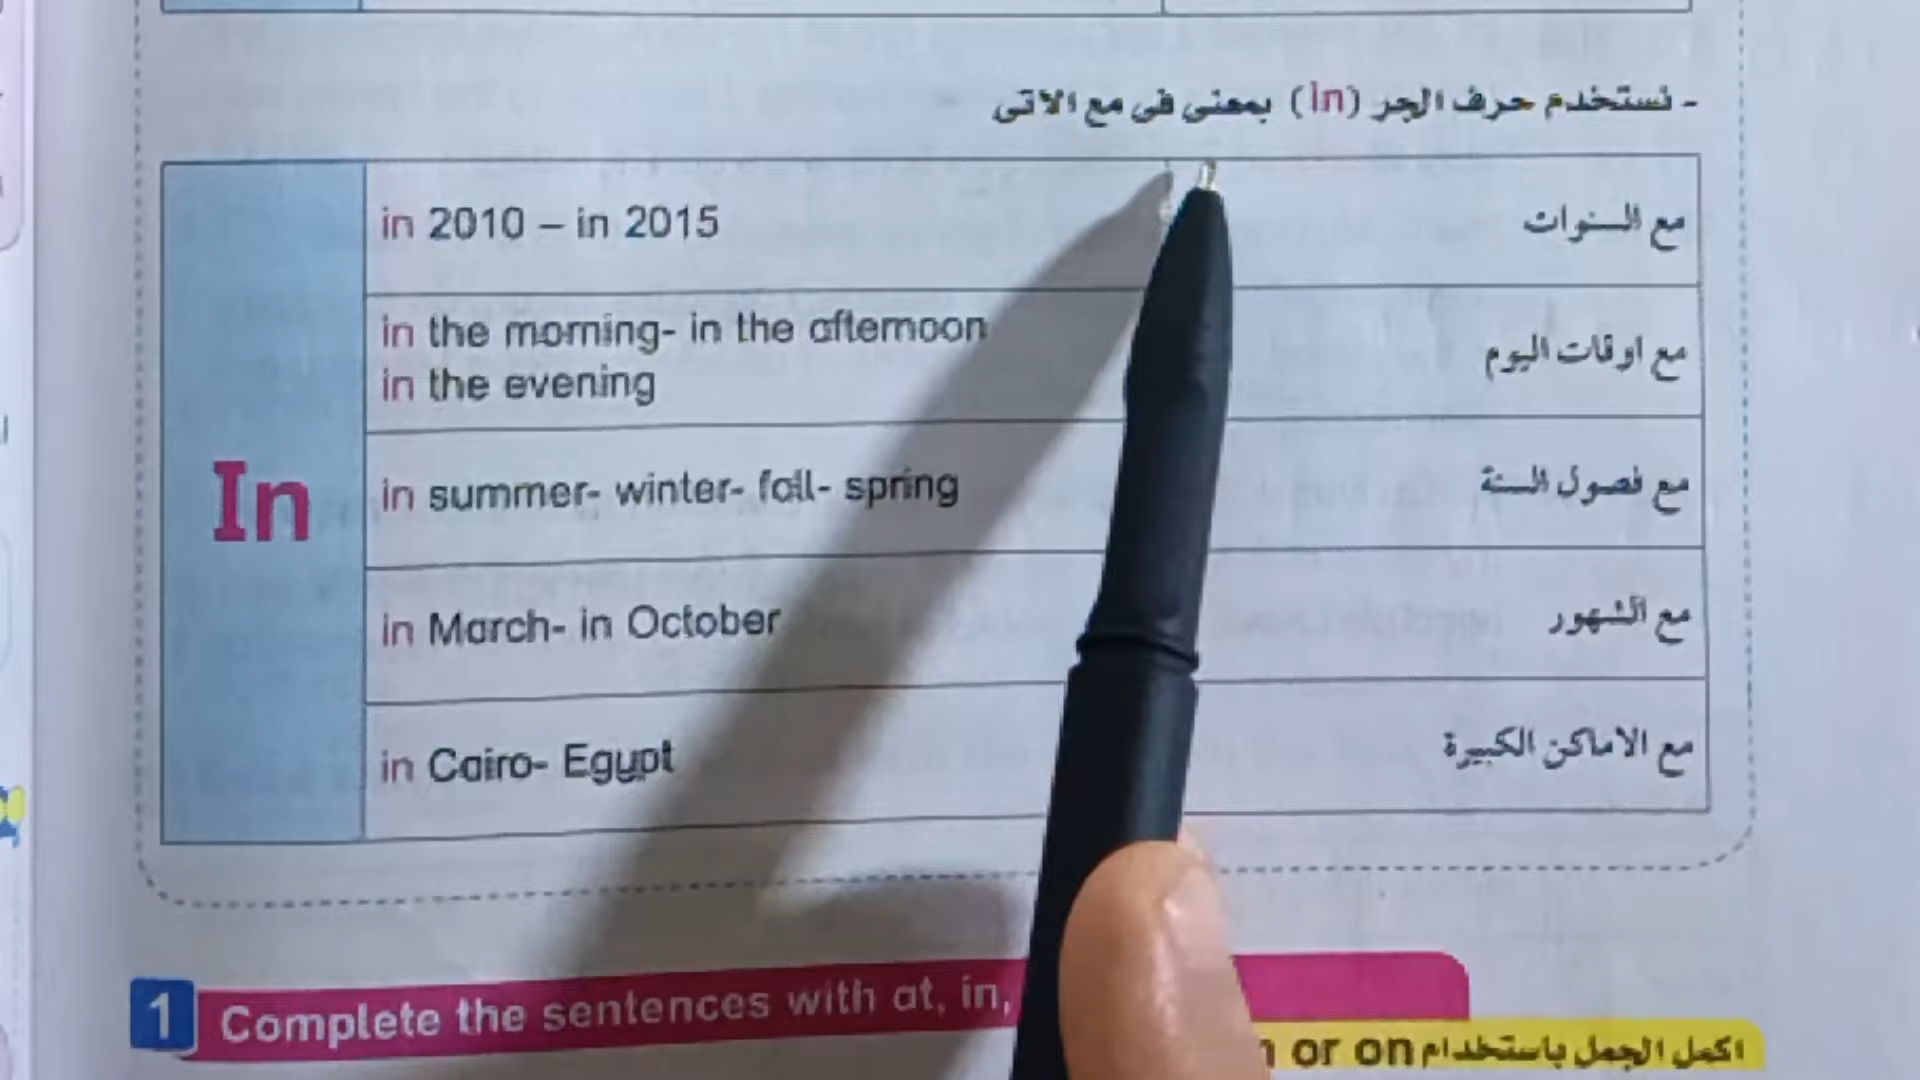 - نستخدم حرف الجر (in) بمعنى فى مع الاتى
In
in 2010 – in 2015
مع السنوات
in the morning- in the afternoon
in the evening
مع اوقات اليوم
in summer- winter- fall- spring
مع فصول السنة
in March- in October
مع الشهور
in Cairo- Egypt
مع الاماكن الكبيرة
1 Complete the sentences with at, in,
اكمل الجمل باستخدام or on